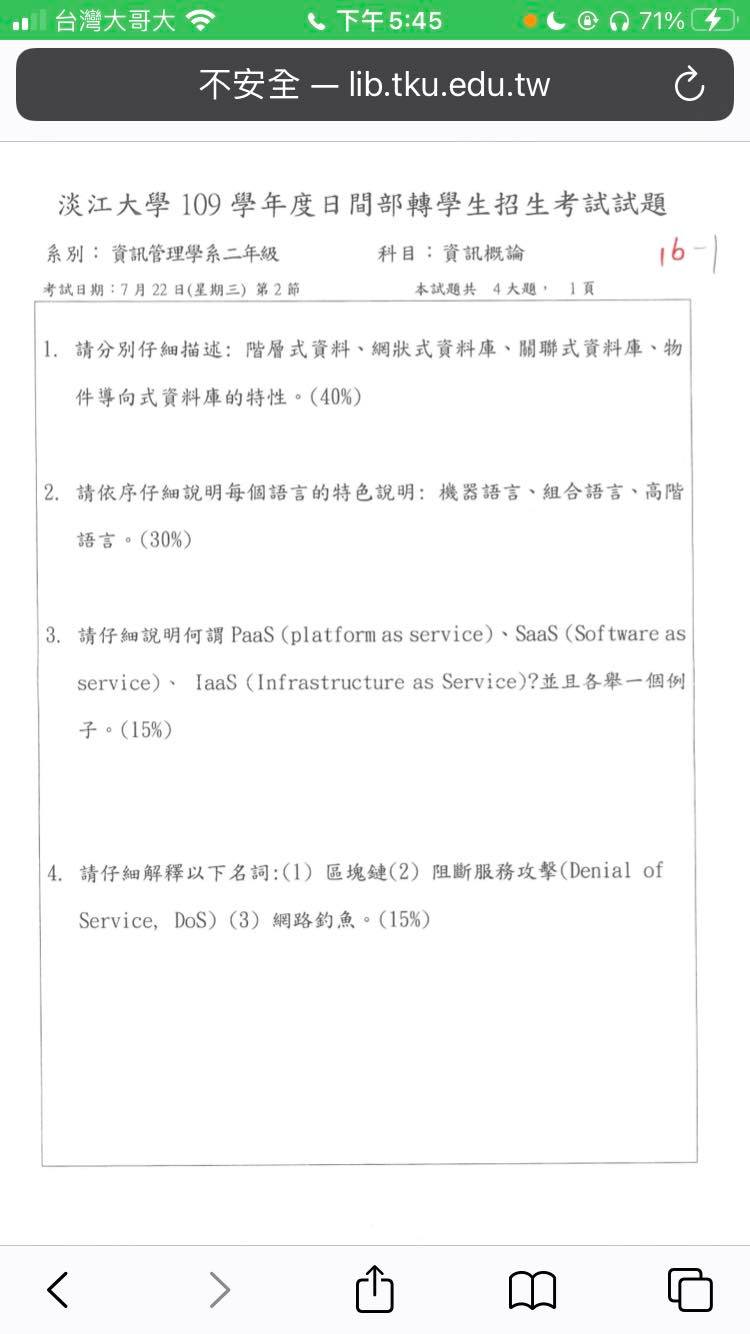 台灣大哥大 下午5:45 71%
不安全 — lib.tku.edu.tw
淡江大學 109 學年度日間部轉學生招生考試試題
系別：資訊管理學系二年級 科目：資訊概論 16-1
考試日期：7月22日(星期三) 第2節 本試題共 4大題， 1頁
1. 請分別仔細描述: 階層式資料、網狀式資料庫、關聯式資料庫、物
件導向式資料庫的特性。(40%)
2. 請依序仔細說明每個語言的特色說明: 機器語言、組合語言、高階
語言。(30%)
3. 請仔細說明何謂 PaaS (platform as service)、SaaS (Software as
service)、 IaaS (Infrastructure as Service)?並且各舉一個例
子。(15%)
4. 請仔細解釋以下名詞:(1) 區塊鏈(2) 阻斷服務攻擊(Denial of
Service, DoS) (3) 網路釣魚。(15%)